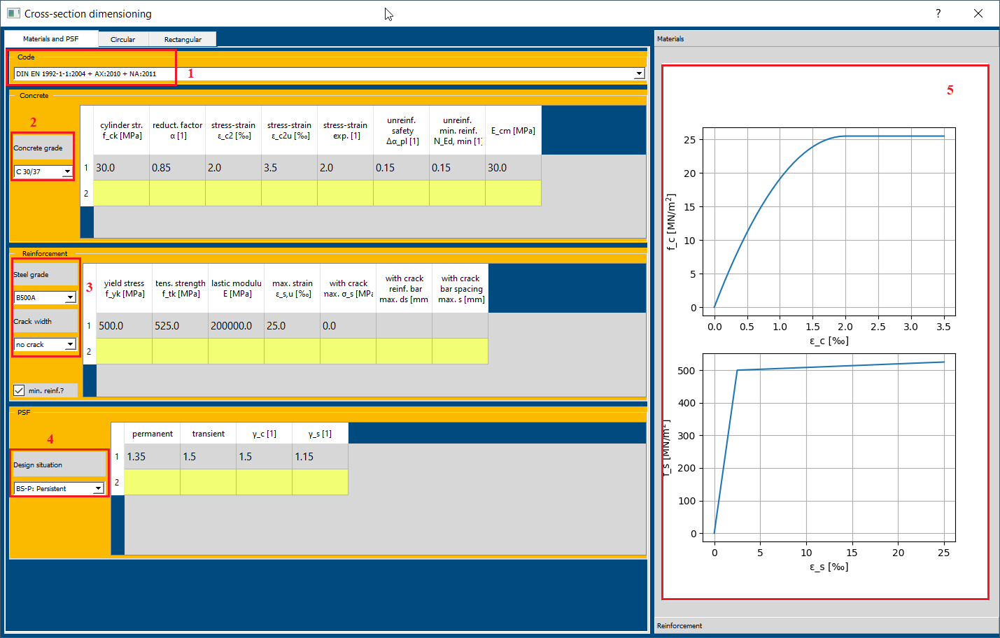 Cross-section dimensioning
?
Materials and PSF Circular Rectangular
Code
DIN EN 1992-1-1:2004 + AX:2010 + NA:2011
1
Concrete
2
Concrete grade
C 30/37
cylinder str. f_ck [MPa]
reduct. factor α [1]
stress-strain ε_c2 [‰]
stress-strain ε_c2u [‰]
stress-strain exp. [1]
unreinf. safety Δα_pl [1]
unreinf. min. reinf. N_Ed, min [1]
E_cm [MPa]
1 30.0 0.85 2.0 3.5 2.0 0.15 0.15 30.0
2
Reinforcement
Steel grade
B500A
3
Crack width
no crack
min. reinf.?
yield stress f_yk [MPa]
tens. strength f_tk [MPa]
lastic modulu E [MPa]
max. strain ε_s,u [‰]
with crack max. σ_s [MPa
with crack reinf. bar max. ds [mm
with crack bar spacing max. s [mm]
1 500.0 525.0 200000.0 25.0 0.0
2
PSF
4
Design situation
BS-P: Persistent
permanent transient γ_c [1] γ_s [1]
1 1.35 1.5 1.5 1.15
2
Materials
5
25
20
15
10
5
0
f_c [MN/m²]
0.0 0.5 1.0 1.5 2.0 2.5 3.0 3.5
ε_c [‰]
500
400
300
200
100
0
f_s [MN/m²]
0 5 10 15 20 25
ε_s [‰]
Reinforcement